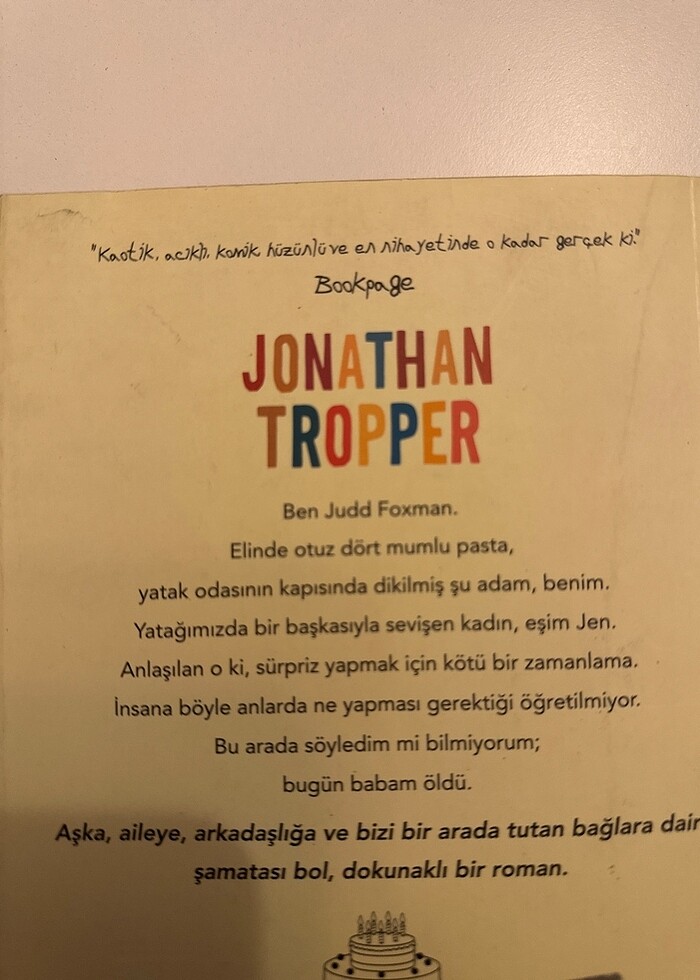 "Kaotik, acıklı, komik hüzünlü ve en nihayetinde o kadar gerçek ki."
Bookpage
JONATHAN
TROPPER
Ben Judd Foxman.
Elinde otuz dört mumlu pasta,
yatak odasının kapısında dikilmiş şu adam, benim.
Yatağımızda bir başkasıyla sevişen kadın, eşim Jen.
Anlaşılan o ki, sürpriz yapmak için kötü bir zamanlama.
İnsana böyle anlarda ne yapması gerektiği öğretilmiyor.
Bu arada söyledim mi bilmiyorum;
bugün babam öldü.
Aşka, aileye, arkadaşlığa ve bizi bir arada tutan bağlara dair
şamatası bol, dokunaklı bir roman.